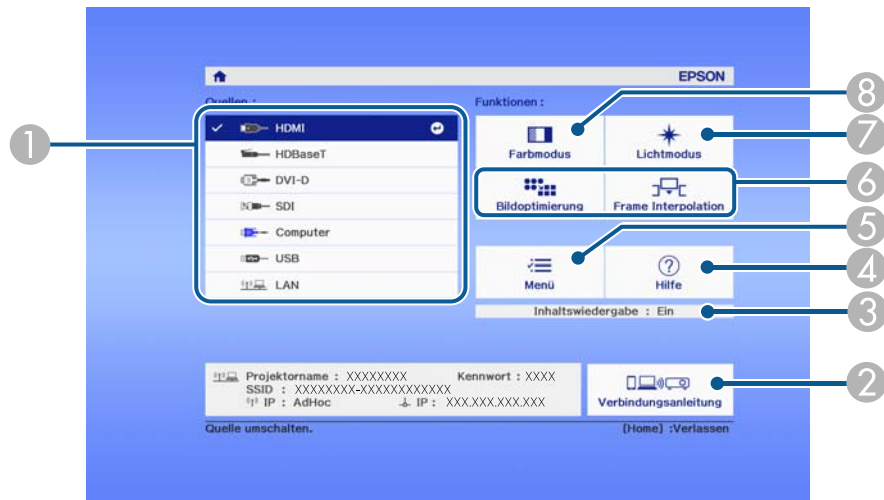 EPSON
Quellen :
Funktionen :
HDMI
HDBaseT
DVI-D
SDI
Computer
USB
LAN
Farbmodus
Lichtmodus
Bildoptimierung
Frame Interpolation
Menü
Hilfe
Inhaltswiedergabe : Ein
Projektorname : XXXXXXXX Kennwort : XXXX
SSID : XXXXXXXX-XXXXXXXXXXXX
IP : AdHoc IP : XXX.XXX.XXX.XXX
Verbindungsanleitung
Quelle umschalten. [Home] :Verlassen
1
8
7
6
5
4
3
2